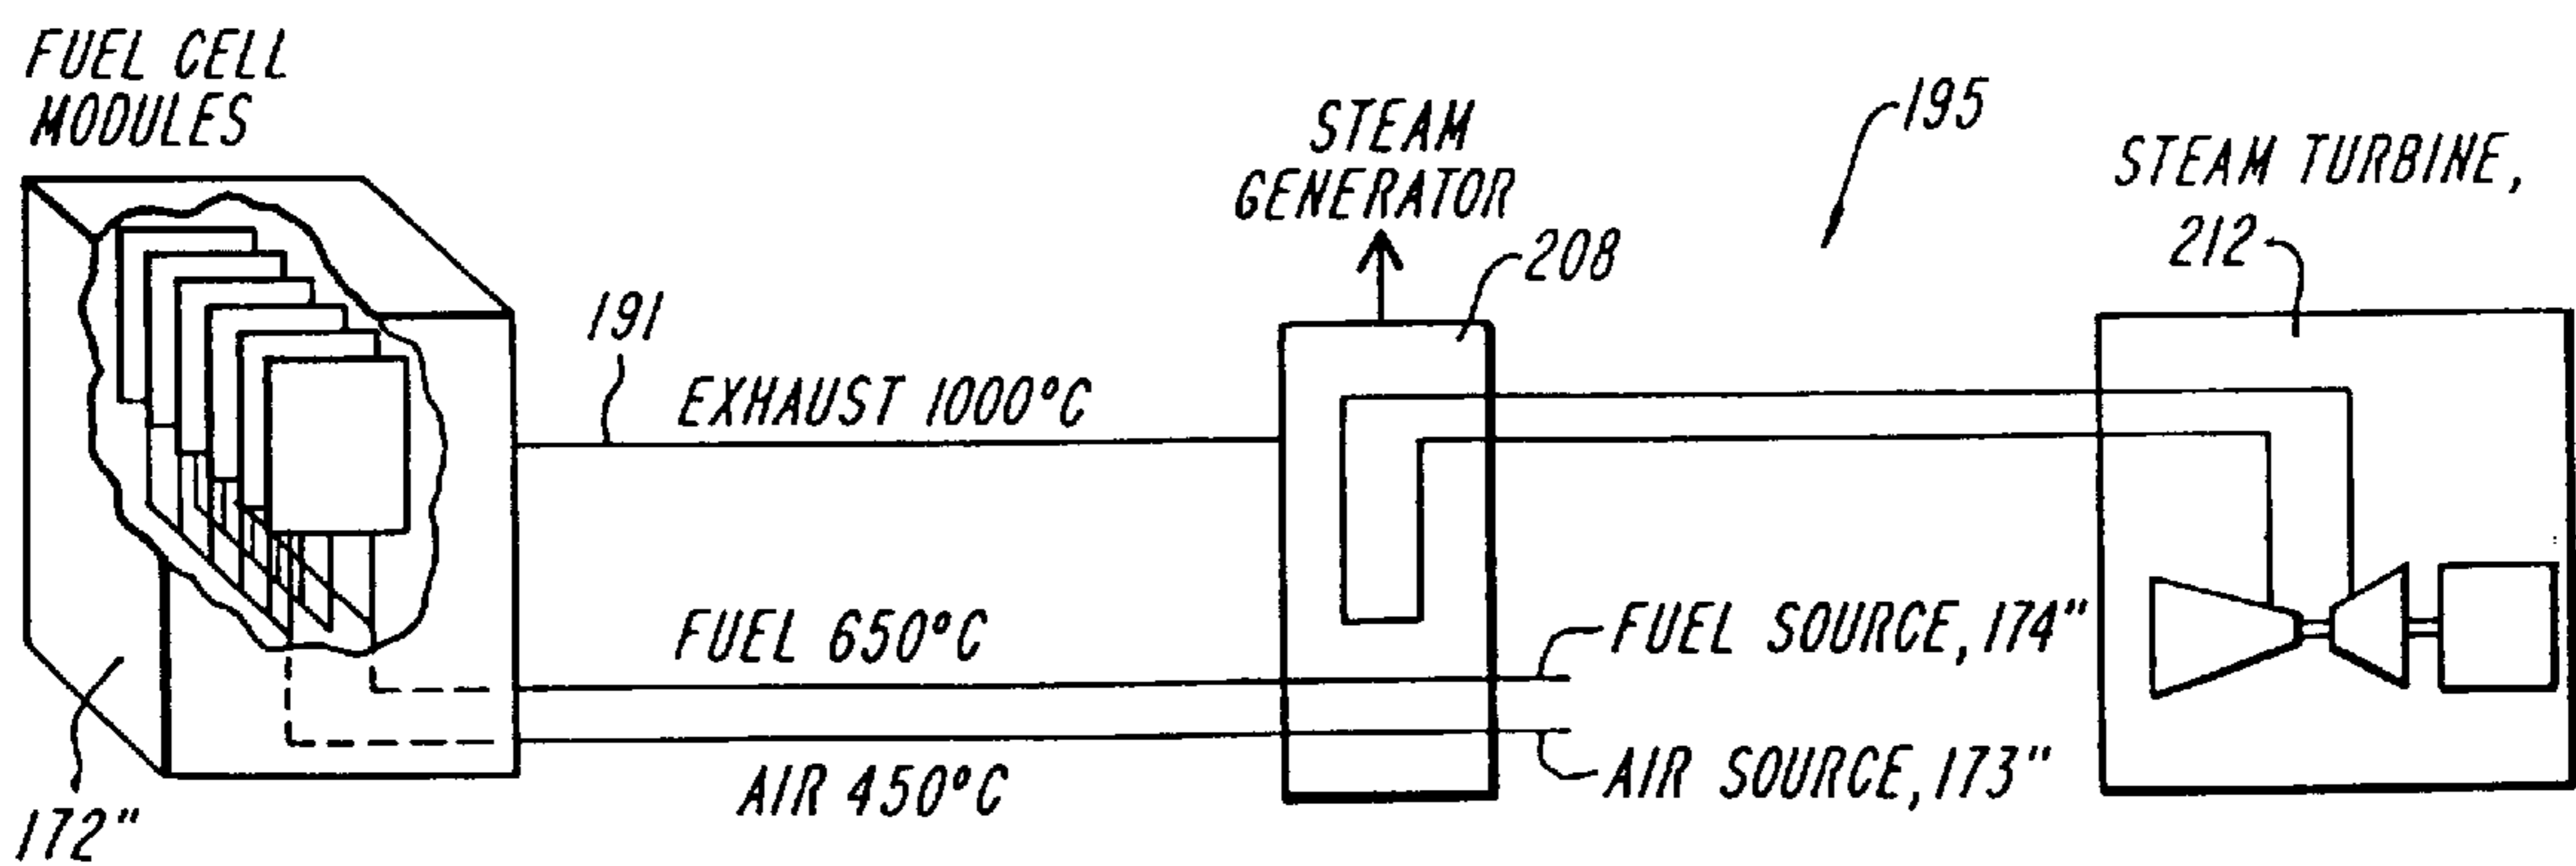 FUEL CELL
MODULES
STEAM
GENERATOR
195
STEAM TURBINE,
212
208
191
EXHAUST 1000°C
FUEL 650°C
FUEL SOURCE, 174"
AIR 450°C
AIR SOURCE, 173"
172"